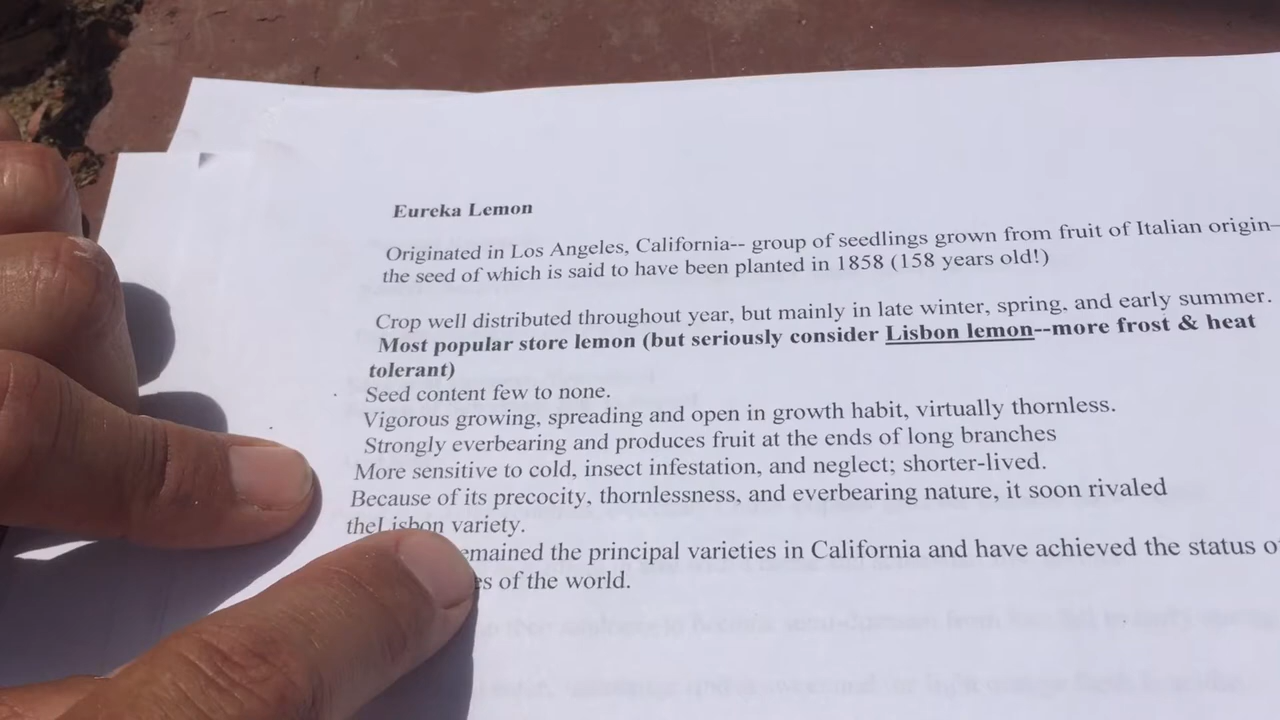 Eureka Lemon
Originated in Los Angeles, California-- group of seedlings grown from fruit of Italian origin–
the seed of which is said to have been planted in 1858 (158 years old!)
Crop well distributed throughout year, but mainly in late winter, spring, and early summer.
Most popular store lemon (but seriously consider Lisbon lemon--more frost & heat
tolerant)
Seed content few to none.
Vigorous growing, spreading and open in growth habit, virtually thornless.
Strongly everbearing and produces fruit at the ends of long branches
More sensitive to cold, insect infestation, and neglect; shorter-lived.
Because of its precocity, thornlessness, and everbearing nature, it soon rivaled
theLisbon variety.
the principal varieties in California and have achieved the status
of the world.